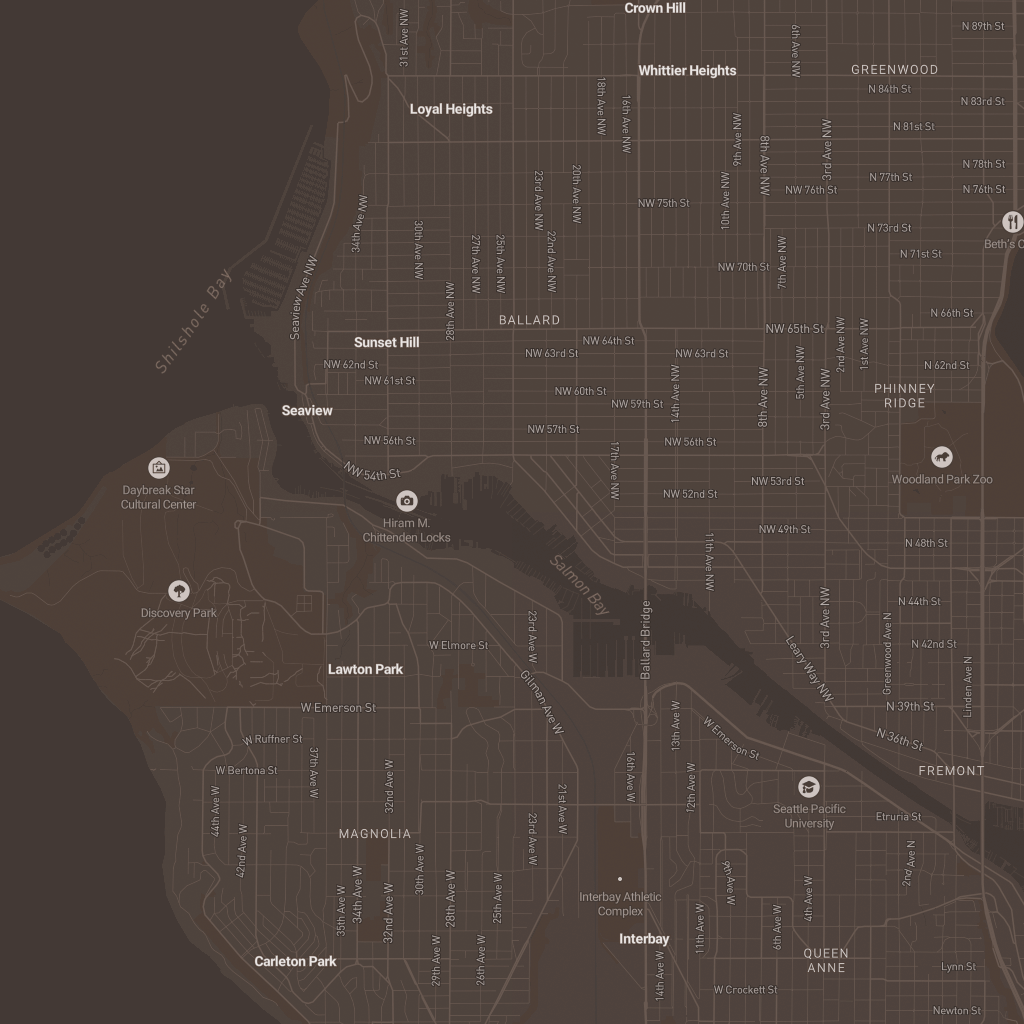 Crown Hill
31st Ave NW
6th Ave NW
N 89th St
Whittier Heights
GREENWOOD
N 84th St
Loyal Heights
18th Ave NW
16th Ave NW
N 83rd St
N 81st St
9th Ave NW
8th Ave NW
3rd Ave NW
N 78th St
N 77th St
N 76th St
NW 76th St
20th Ave NW
23rd Ave NW
10th Ave NW
NW 75th St
34th Ave NW
30th Ave NW
27th Ave NW
25th Ave NW
22nd Ave NW
7th Ave NW
N 73rd St
Beth's C
N 71st St
NW 70th St
Shilshole Bay
Seaview Ave NW
28th Ave NW
BALLARD
N 66th St
NW 65th St
2nd Ave NW
1st Ave NW
Sunset Hill
NW 64th St
NW 63rd St
NW 63rd St
NW 62nd St
N 62nd St
5th Ave NW
NW 61st St
NW 60th St
14th Ave NW
8th Ave NW
3rd Ave NW
PHINNEY
RIDGE
NW 59th St
Seaview
NW 57th St
NW 56th St
NW 56th St
17th Ave NW
NW 54th St
Daybreak Star
Cultural Center
Woodland Park Zoo
NW 53rd St
NW 52nd St
Hiram M.
Chittenden Locks
NW 49th St
N 48th St
11th Ave NW
Salmon Bay
Discovery Park
N 44th St
23rd Ave NW
Ballard Bridge
3rd Ave NW
Greenwood Ave N
W Elmore St
N 42nd St
Leary Way NW
Linden Ave N
Lawton Park
Gilman Ave W
W Emerson St
N 39th St
13th Ave W
W Emerson St
N 36th St
W Ruffner St
37th Ave W
W Bertona St
FREMONT
32nd Ave W
16th Ave W
12th Ave W
44th Ave W
21st Ave W
Seattle Pacific
University
Etruria St
MAGNOLIA
42nd Ave W
23rd Ave W
30th Ave W
2nd Ave N
35th Ave W
34th Ave W
32nd Ave W
28th Ave W
25th Ave W
Interbay Athletic
Complex
9th Ave W
4th Ave W
11th Ave W
6th Ave W
Interbay
Carleton Park
29th Ave W
26th Ave W
14th Ave W
QUEEN
ANNE
Lynn St
W Crockett St
Newton St